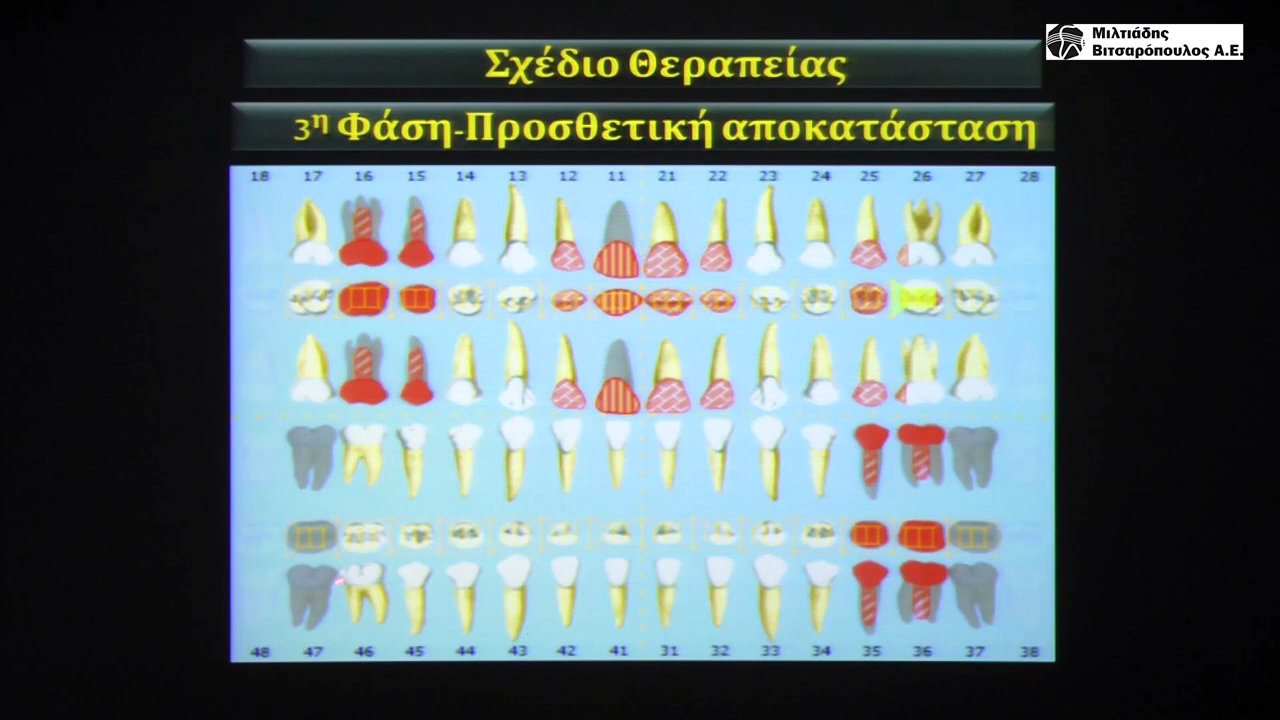 Μιλτιάδης
Βιτσαρόπουλος Α.Ε.
Σχέδιο Θεραπείας
3η Φάση-Προσθετική αποκατάσταση
18 17 16 15 14 13 12 11 21 22 23 24 25 26 27 28
48 47 46 45 44 43 42 41 31 32 33 34 35 36 37 38